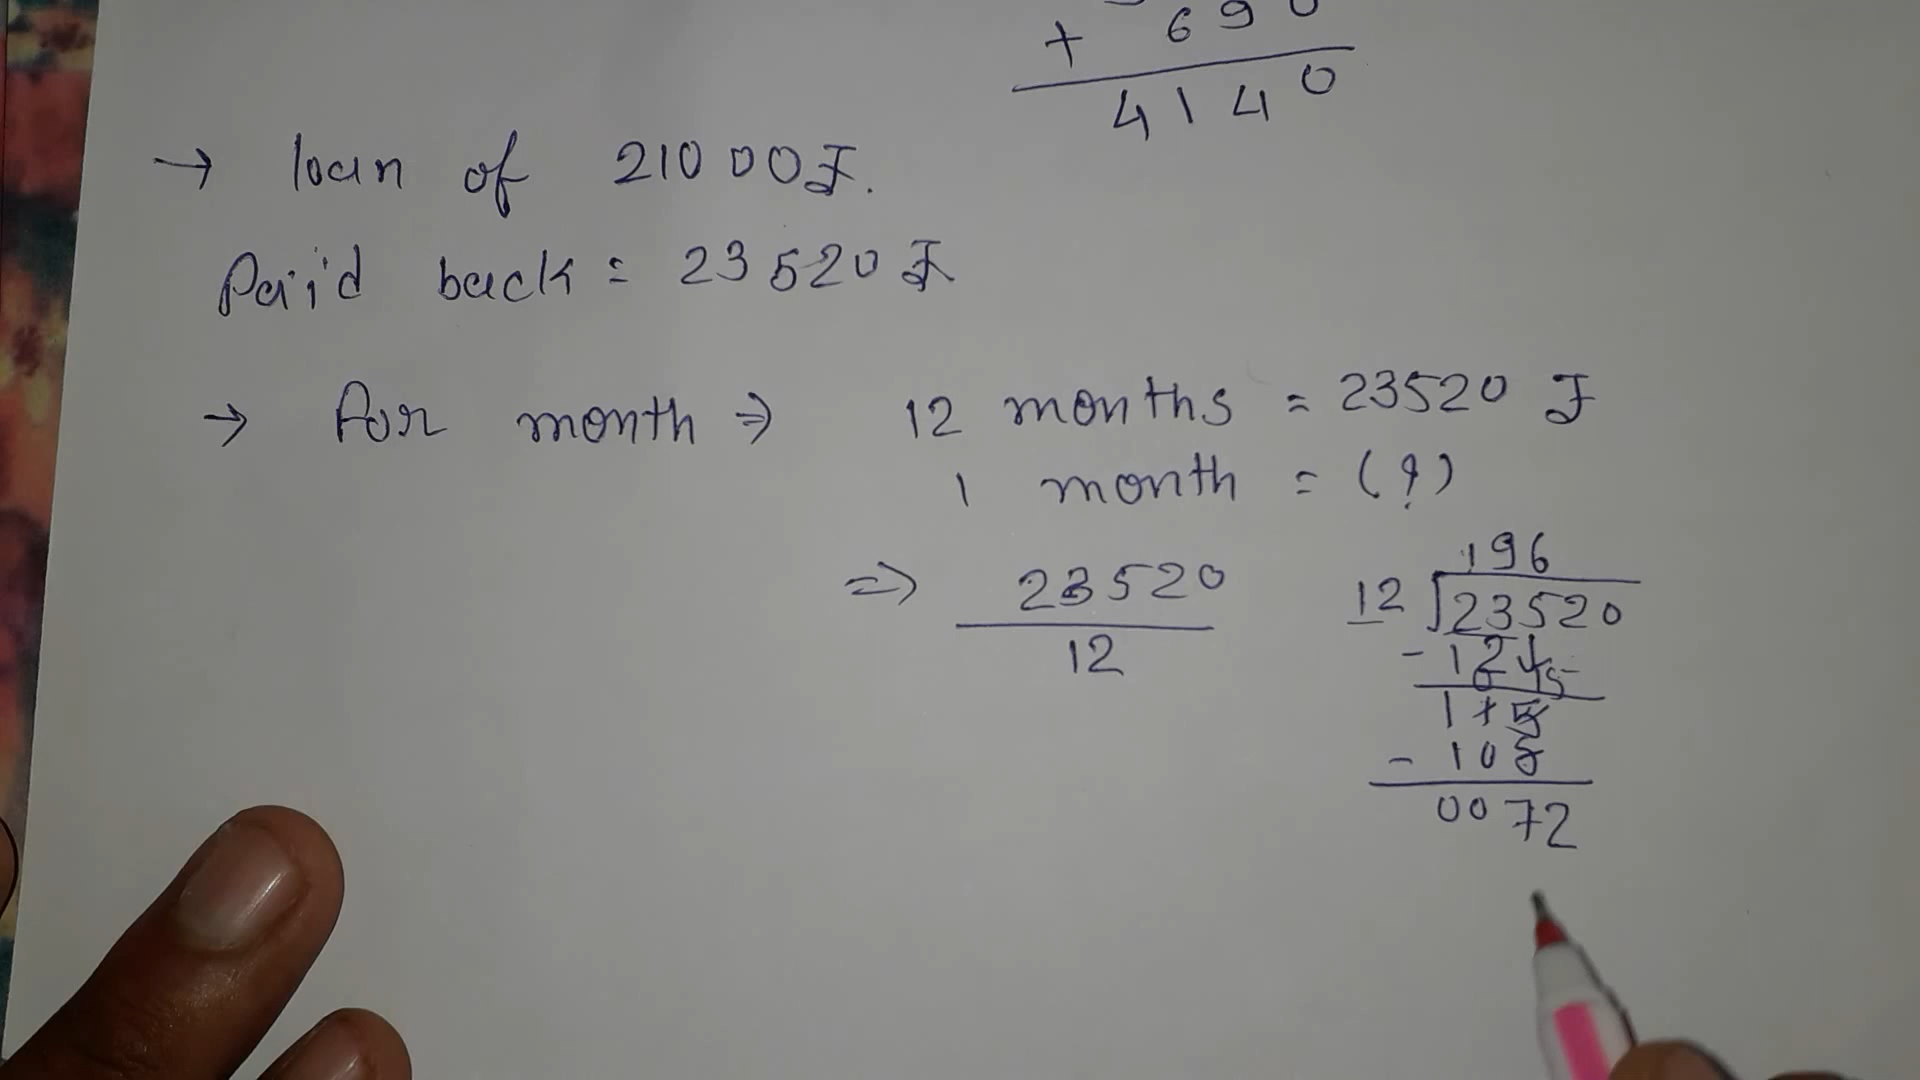 + 690
4140
→ loan of 21000F.
Paid back = 23520 F
→ For month ⇒ 12 months = 23520 F
1 month = (?)
196
⇒ 23520 12 23520
12
- 12
115
- 108
0072